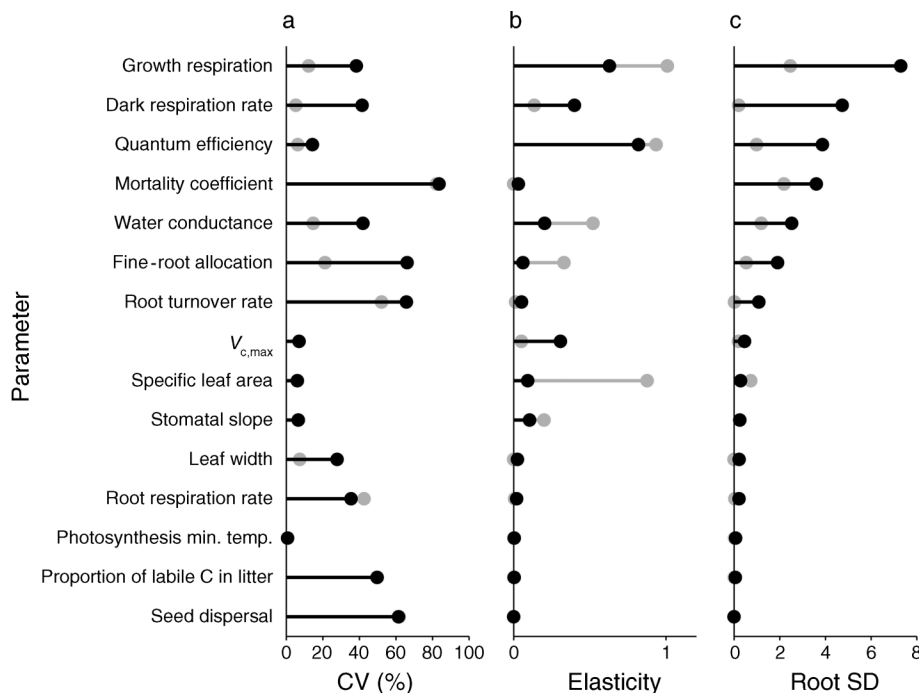 a b c
Parameter
Growth respiration
Dark respiration rate
Quantum efficiency
Mortality coefficient
Water conductance
Fine-root allocation
Root turnover rate
Vc,max
Specific leaf area
Stomatal slope
Leaf width
Root respiration rate
Photosynthesis min. temp.
Proportion of labile C in litter
Seed dispersal
0 20 40 60 80 100 0 1 0 2 4 6 8
CV (%) Elasticity Root SD